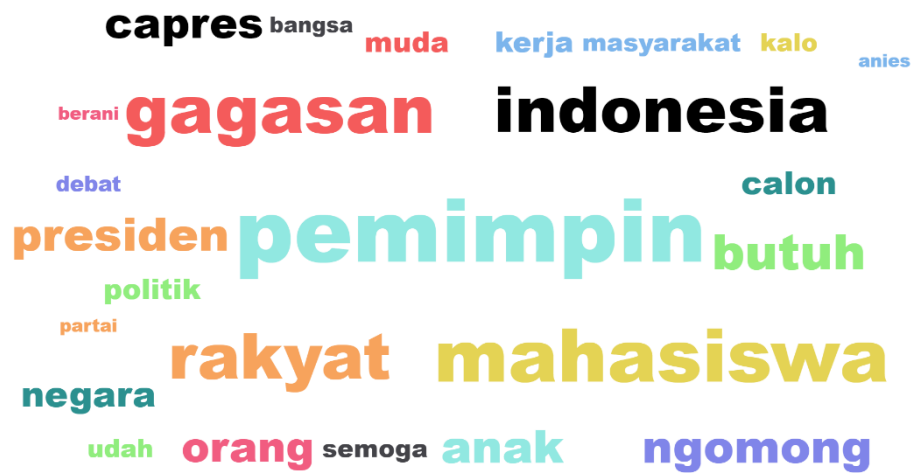 capres bangsa
muda kerja masyarakat kalo
anies
berani gagasan indonesia
debat calon
presiden pemimpin butuh
politik
partai
rakyat mahasiswa
negara
udah orang semoga anak ngomong